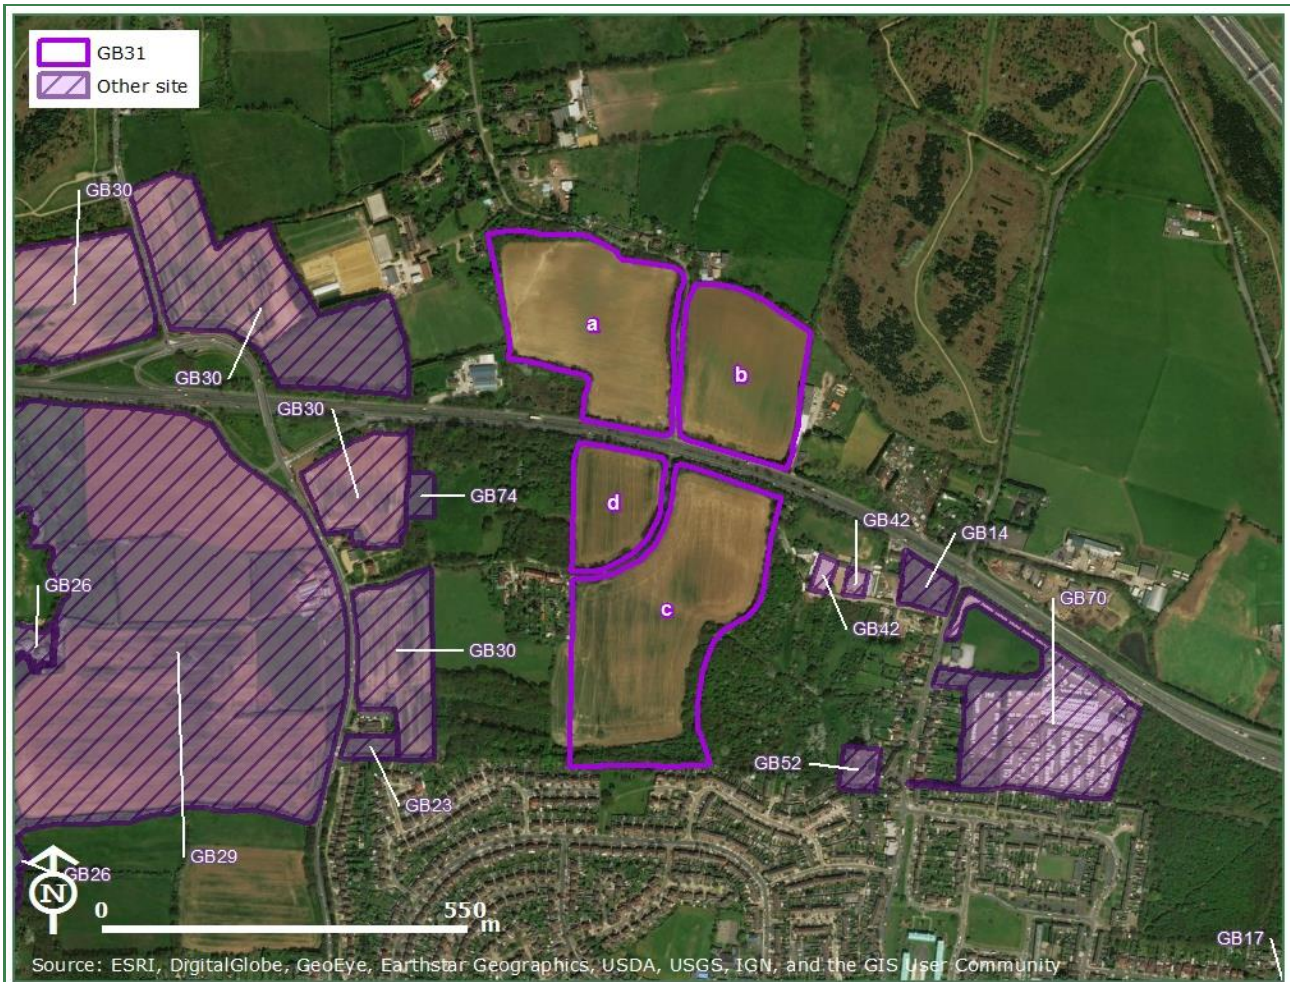 GB31
Other site
GB30
a
GB30
b
GB30
d
GB74
GB42
GB14
GB26
GB70
c
GB42
GB30
GB52
GB23
GB29
GB26
N
0 550 m
GB17
Source: ESRI, DigitalGlobe, GeoEye, Earthstar Geographics, USDA, USGS, IGN, and the GIS User Community